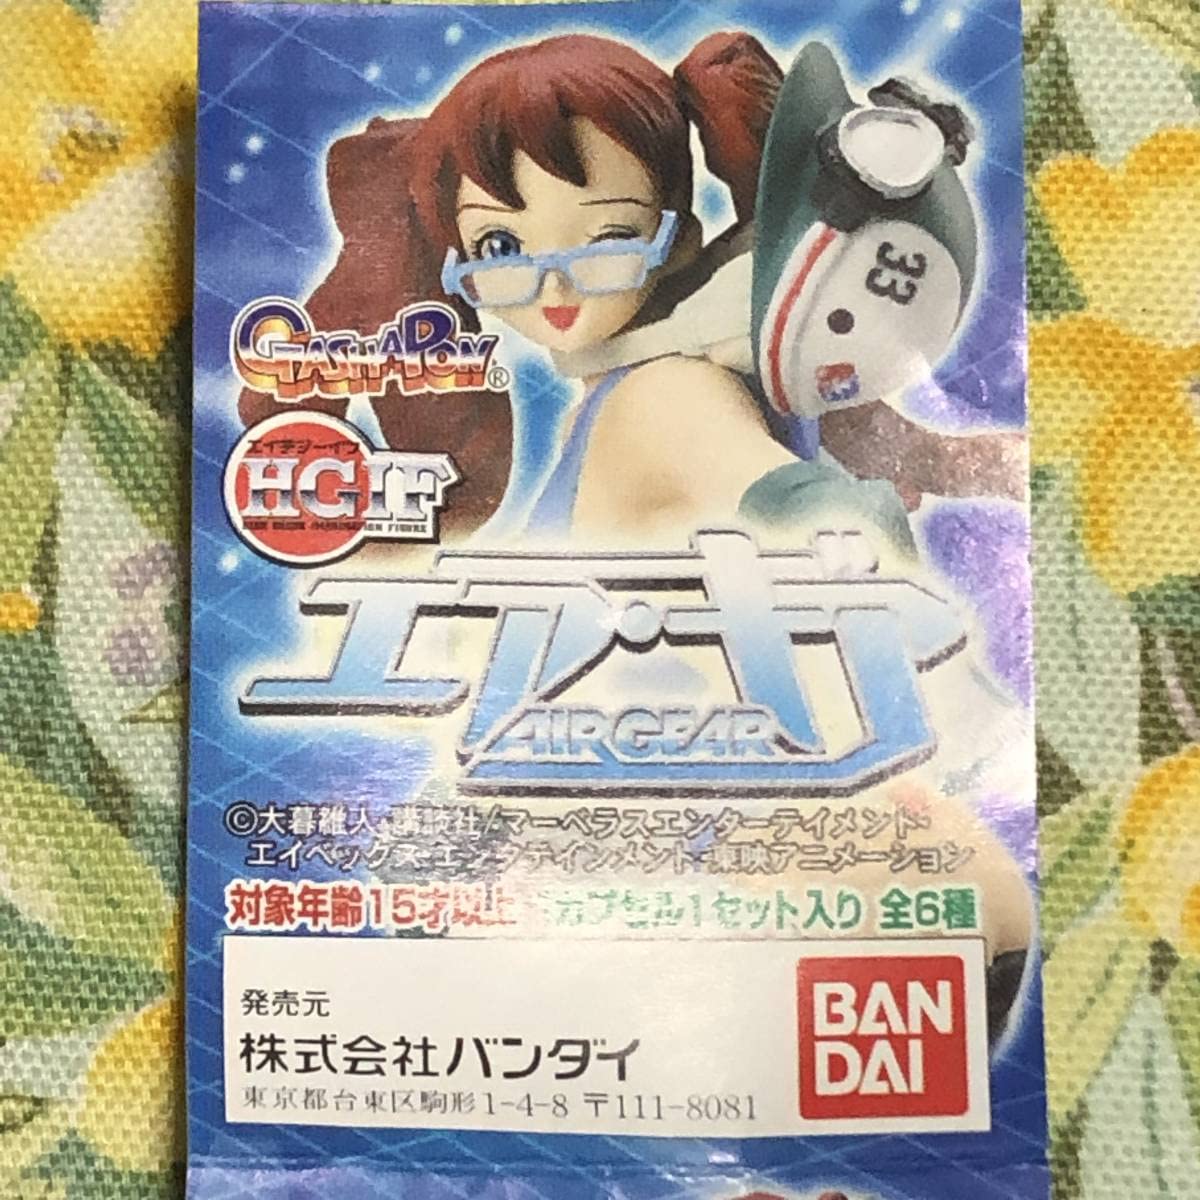 33
GASHAPON®
エイチジーイフ
HGIF
エア・ギア
AIR GEAR
©大暮維人・講談社/マーベラスエンターテイメント・
エイベックス・エンタテインメント・東映アニメーション
対象年齢15才以上 カプセル1セット入り 全6種
発売元
株式会社バンダイ
東京都台東区駒形1-4-8 〒111-8081
BAN
DAI